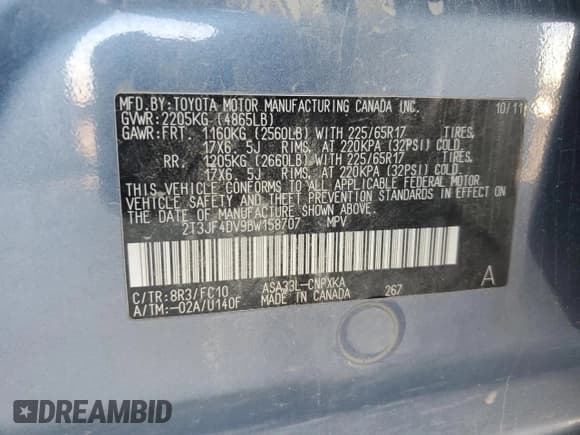 MFD.BY:TOYOTA MOTOR MANUFACTURING CANADA INC. 10/11
GVWR:2205KG (4865LB)
GAWR:FRT. 1160KG (2560LB) WITH 225/65R17 TIRES,
17X6.5J RIMS, AT 220KPA (32PSI) COLD
RR. 1205KG (2660LB) WITH 225/65R17 TIRES,
17X6.5J RIMS, AT 220KPA (32PSI) COLD
THIS VEHICLE CONFORMS TO ALL APPLICABLE FEDERAL MOTOR
VEHICLE SAFETY AND THEFT PREVENTION STANDARDS IN EFFECT ON
THE DATE OF MANUFACTURE SHOWN ABOVE.
2T3JF4DV9BW158707 MPV
C/TR:8R3/FC10 ASA33L-CNPXKA A
A/TM:-02A/U140F MADE IN CANADA 267
DREAMBID